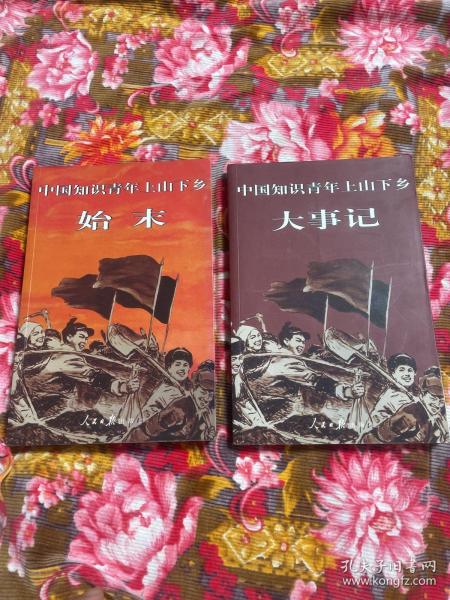 中国知识青年上山下乡
始末
人民日报出版社
中国知识青年上山下乡
大事记
人民日报出版社
孔夫子旧书网
www.kongfz.com